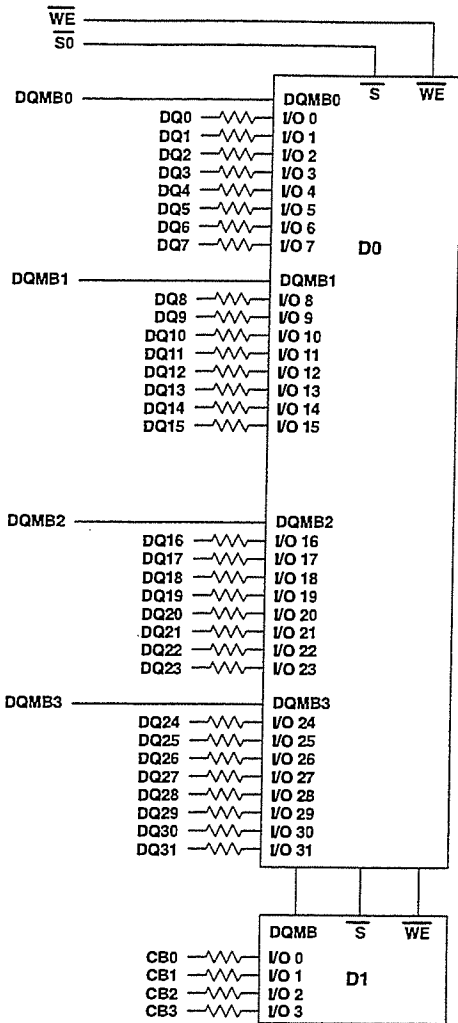 W̅E̅
S̅0̅
S̅ W̅E̅
DQMB0 DQMB0
DQ0 I/O 0
DQ1 I/O 1
DQ2 I/O 2
DQ3 I/O 3
DQ4 I/O 4
DQ5 I/O 5
DQ6 I/O 6
DQ7 I/O 7
D0
DQMB1 DQMB1
DQ8 I/O 8
DQ9 I/O 9
DQ10 I/O 10
DQ11 I/O 11
DQ12 I/O 12
DQ13 I/O 13
DQ14 I/O 14
DQ15 I/O 15
DQMB2 DQMB2
DQ16 I/O 16
DQ17 I/O 17
DQ18 I/O 18
DQ19 I/O 19
DQ20 I/O 20
DQ21 I/O 21
DQ22 I/O 22
DQ23 I/O 23
DQMB3 DQMB3
DQ24 I/O 24
DQ25 I/O 25
DQ26 I/O 26
DQ27 I/O 27
DQ28 I/O 28
DQ29 I/O 29
DQ30 I/O 30
DQ31 I/O 31
DQMB S̅ W̅E̅
CB0 I/O 0
CB1 I/O 1
CB2 I/O 2
CB3 I/O 3
D1